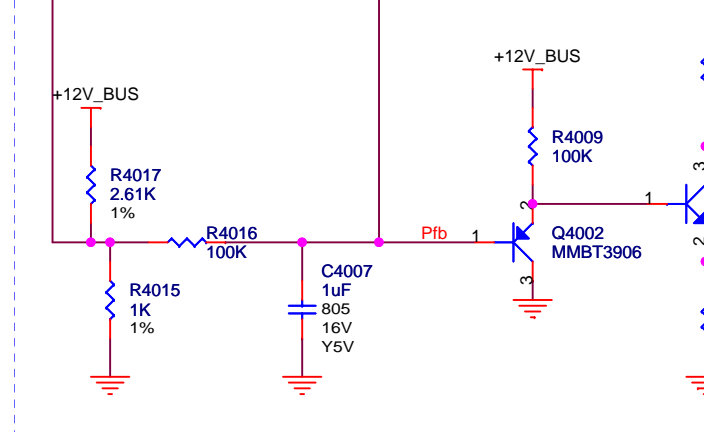 +12V_BUS
+12V_BUS
R4009
100K
R4017
2.61K
1%
3
1
2
Pfb
1
R4016
100K
Q4002
MMBT3906
2
3
C4007
1uF
805
16V
Y5V
R4015
1K
1%